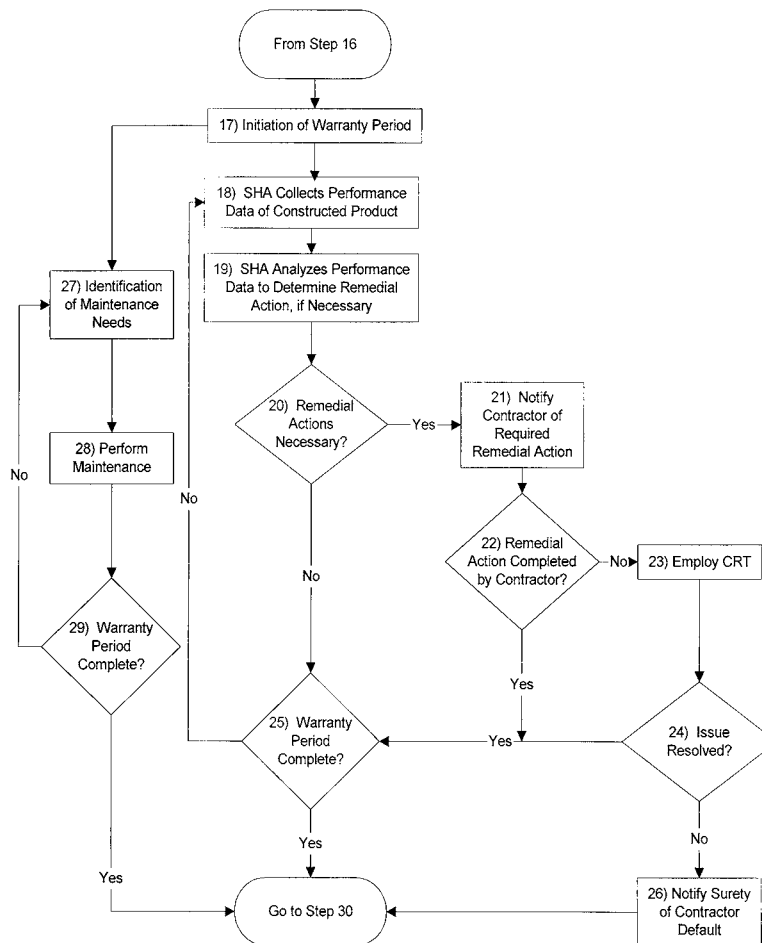 From Step 16
17) Initiation of Warranty Period
18) SHA Collects Performance
Data of Constructed Product
19) SHA Analyzes Performance
Data to Determine Remedial
Action, if Necessary
27) Identification
of Maintenance
Needs
20) Remedial
Actions
Necessary?
Yes
21) Notify
Contractor of
Required
Remedial Action
28) Perform
Maintenance
No
No
22) Remedial
Action Completed
by Contractor?
No
23) Employ CRT
No
29) Warranty
Period
Complete?
Yes
25) Warranty
Period
Complete?
Yes
24) Issue
Resolved?
No
Yes
Yes
Go to Step 30
26) Notify Surety
of Contractor
Default